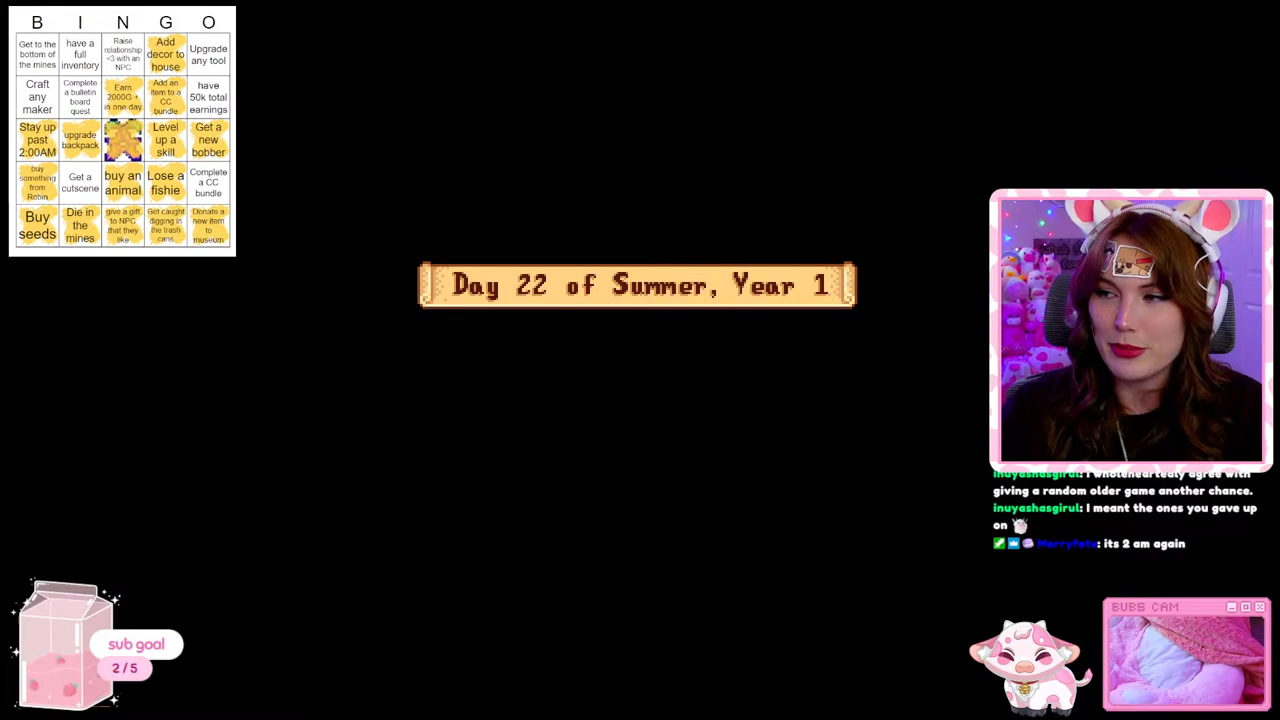 B I N G O
Get to the
bottom of
the mines
have a
full
inventory
Raise
relationship
<3 with an
NPC
Add
decor to
house
Upgrade
any tool
Craft
any
maker
Complete
a bulletin
board
quest
Earn
2000G +
in one day
Add an
item to a
CC
bundle
have
50k total
earnings
Stay up
past
2:00AM
upgrade
backpack
Level
up a
skill
Get a
new
bobber
buy
something
from
Robin
Get a
cutscene
buy an
animal
Lose a
fishie
Complete
a CC
bundle
Buy
seeds
Die in
the
mines
give a gift
to NPC
that they
like
Get caught
digging in
the trash
cans
Donate a
new item
to
museum
Day 22 of Summer, Year 1
inuyashasgirul: I wholeheartedly agree with
giving a random older game another chance.
inuyashasgirul: I meant the ones you gave up
on
: its 2 am again
sub goal
2 / 5
BUBS CAM